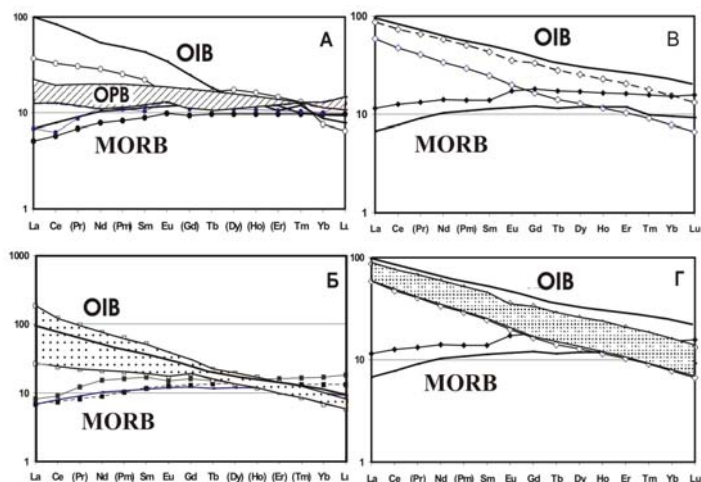 100
A
OIB
OPB
10
MORB
1
La Ce (Pr) Nd (Pm) Sm Eu (Gd) Tb (Dy) (Ho) (Er) Tm Yb Lu
100
B
OIB
10
MORB
1
La Ce Pr Nd Pm Sm Eu Gd Tb Dy Ho Er Tm Yb Lu
1000
Б
OIB
100
10
MORB
1
La Ce (Pr) Nd (Pm) Sm Eu Gd Tb (Dy) (Ho) (Er) (Tm) Yb Lu
100
Г
OIB
10
MORB
1
La Ce Pr Nd Pm Sm Eu Gd Tb Dy Ho Er Tm Yb Lu